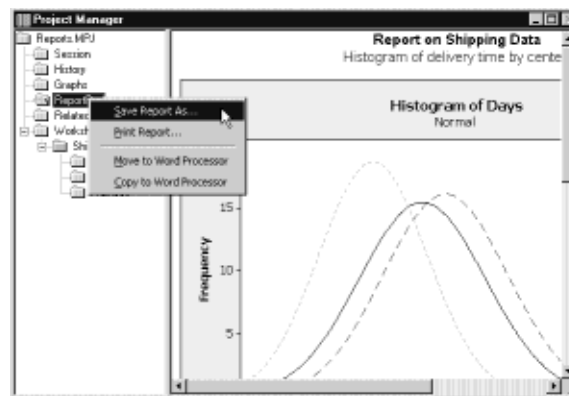 Project Manager
Reports.MPJ
Session
History
Graphs
Report
Related
Worksh
Shi
Save Report As...
Print Report...
Move to Word Processor
Copy to Word Processor
Report on Shipping Data
Histogram of delivery time by cente
Histogram of Days
Normal
Frequency
15
10
5